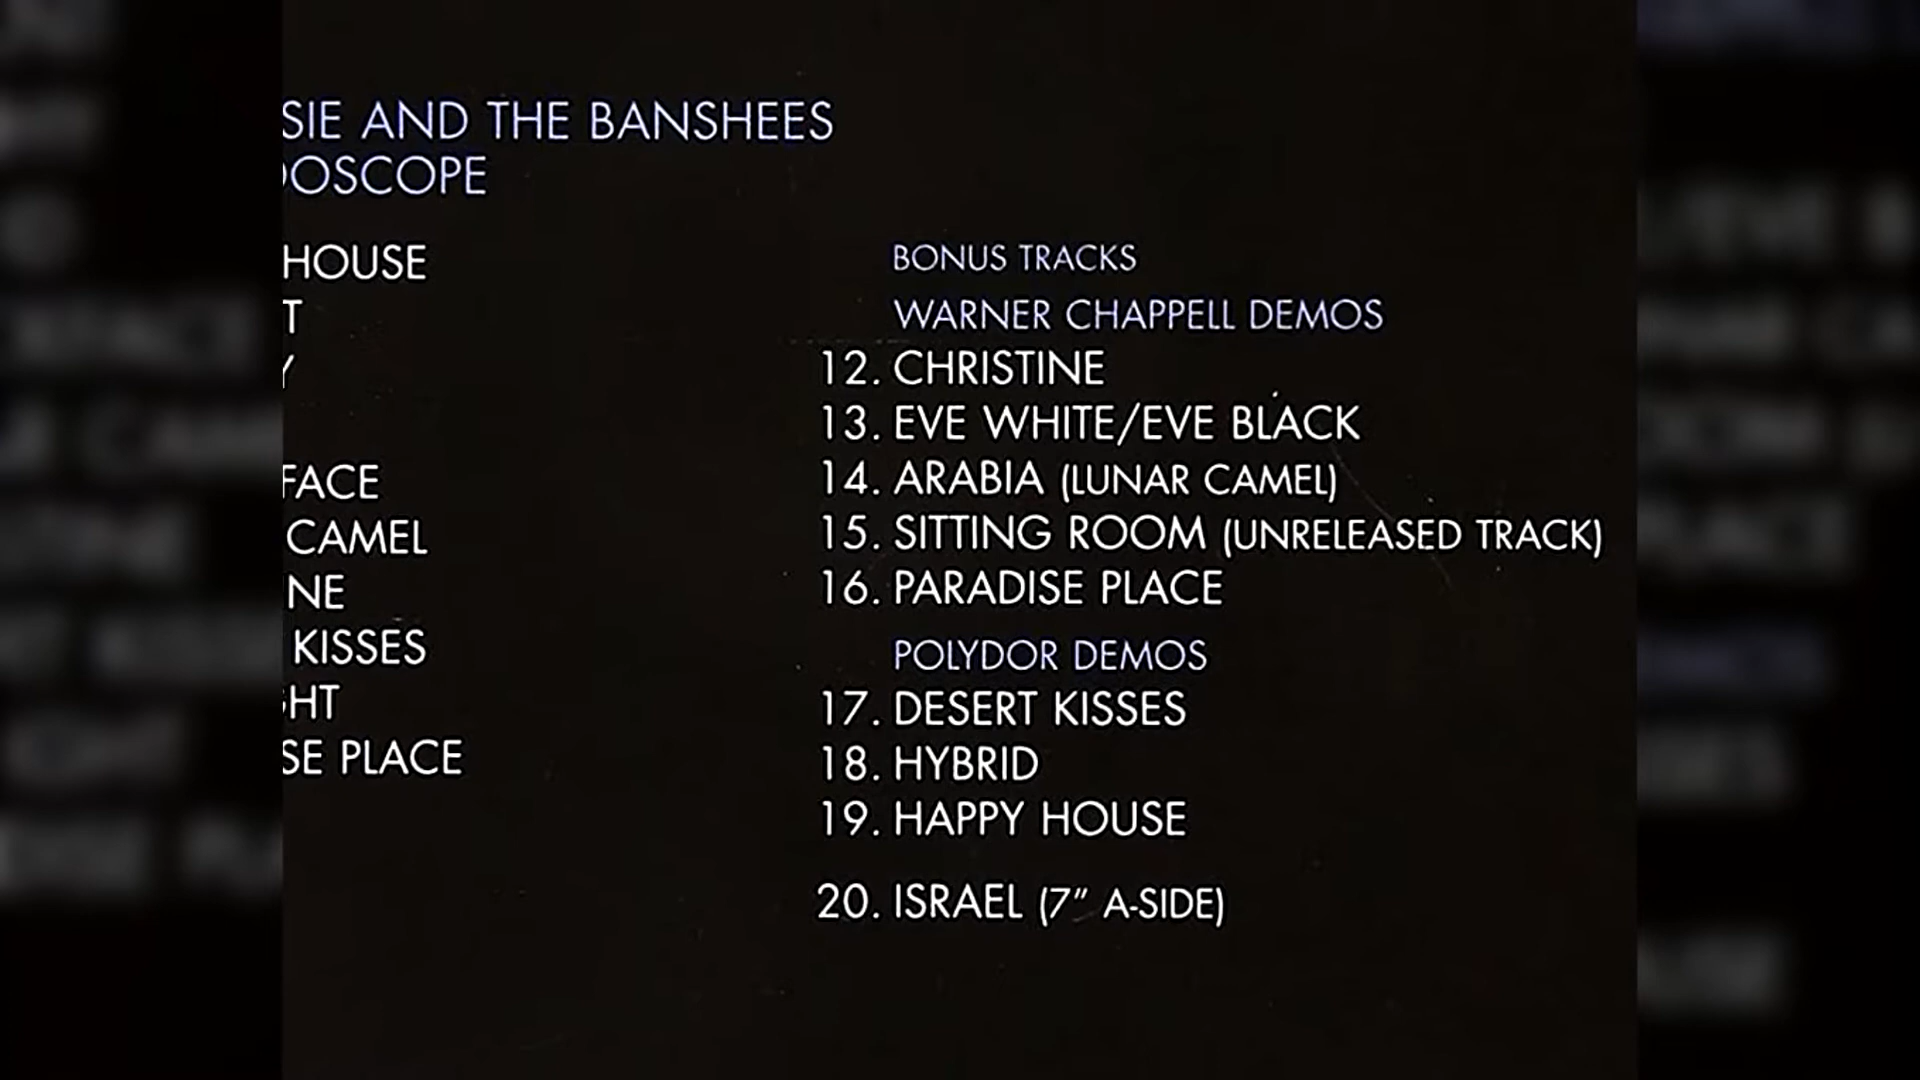 SIE AND THE BANSHEES
DOSCOPE
HOUSE
T
Y
FACE
CAMEL
NE
KISSES
GHT
SE PLACE
BONUS TRACKS
WARNER CHAPPELL DEMOS
12. CHRISTINE
13. EVE WHITE/EVE BLACK
14. ARABIA (LUNAR CAMEL)
15. SITTING ROOM (UNRELEASED TRACK)
16. PARADISE PLACE
POLYDOR DEMOS
17. DESERT KISSES
18. HYBRID
19. HAPPY HOUSE
20. ISRAEL (7” A-SIDE)